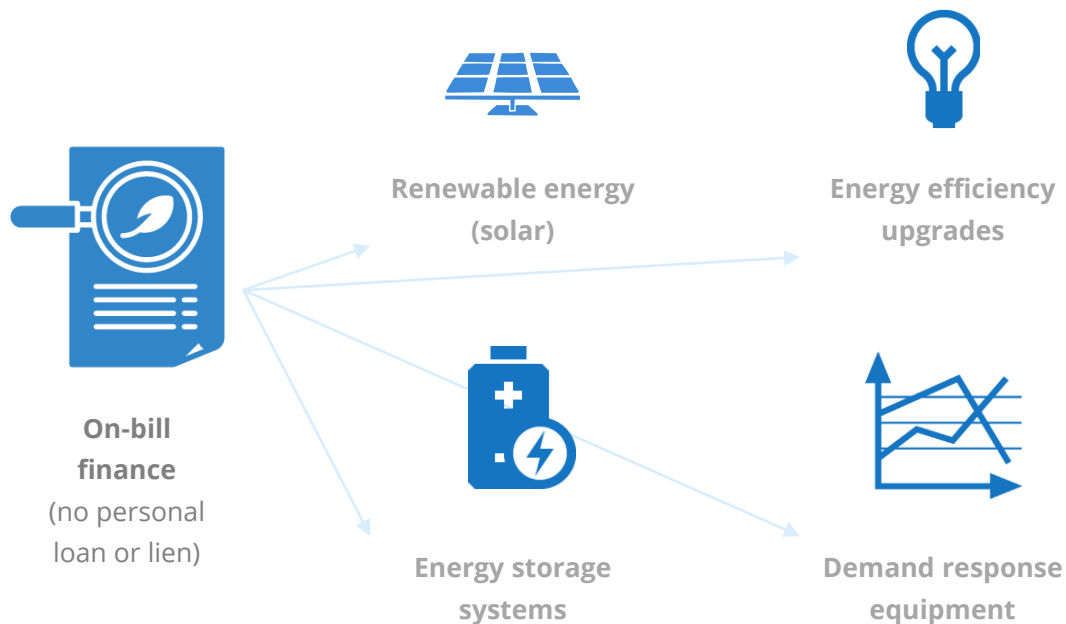 Renewable energy
(solar)
Energy efficiency
upgrades
On-bill
finance
(no personal
loan or lien)
Energy storage
systems
Demand response
equipment